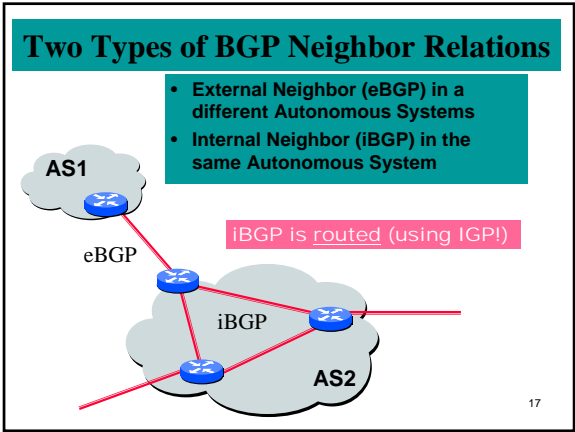 Two Types of BGP Neighbor Relations
• External Neighbor (eBGP) in a
different Autonomous Systems
• Internal Neighbor (iBGP) in the
same Autonomous System
AS1
iBGP is routed (using IGP!)
eBGP
iBGP
AS2
17